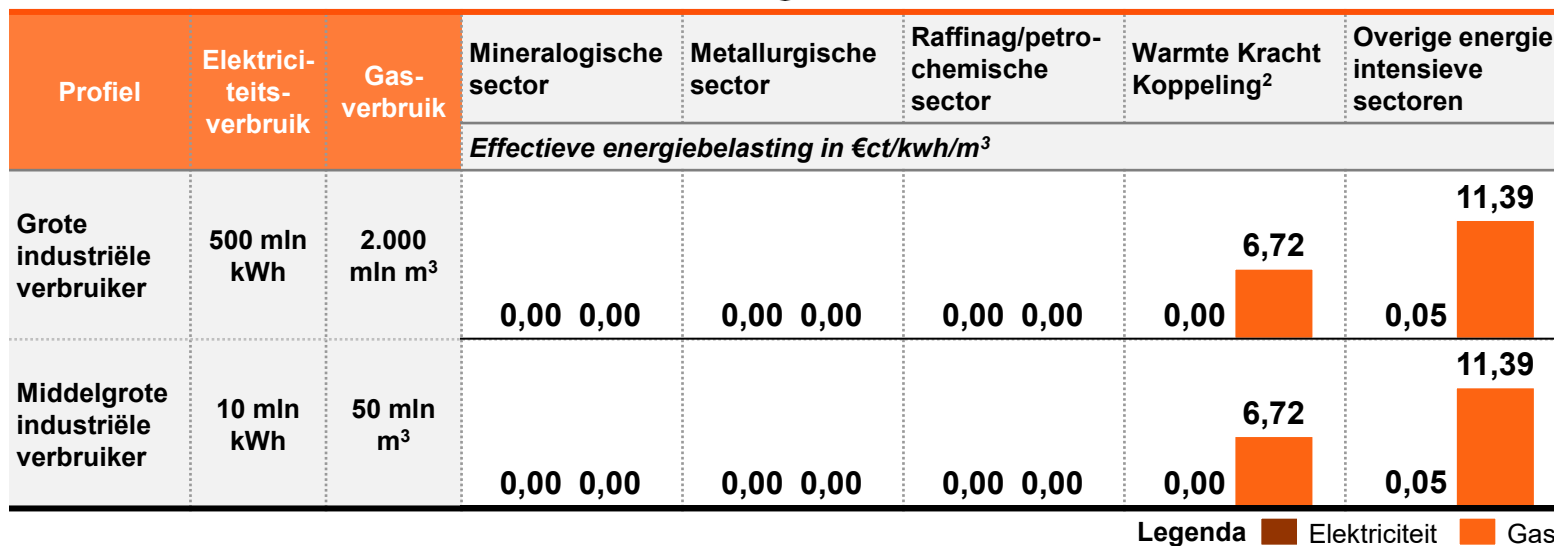 Profiel
Elektrici-
teits-
verbruik
Gas-
verbruik
Mineralogische
sector
Metallurgische
sector
Raffinag/petro-
chemische
sector
Warmte Kracht
Koppeling²
Overige energie
intensieve
sectoren
Effectieve energiebelasting in €ct/kwh/m³
Grote
industriële
verbruiker
500 mln
kWh
2.000
mln m³
0,00 0,00
0,00 0,00
0,00 0,00
0,00
6,72
0,05
11,39
Middelgrote
industriële
verbruiker
10 mln
kWh
50 mln
m³
0,00 0,00
0,00 0,00
0,00 0,00
0,00
6,72
0,05
11,39
Legenda Elektriciteit Gas